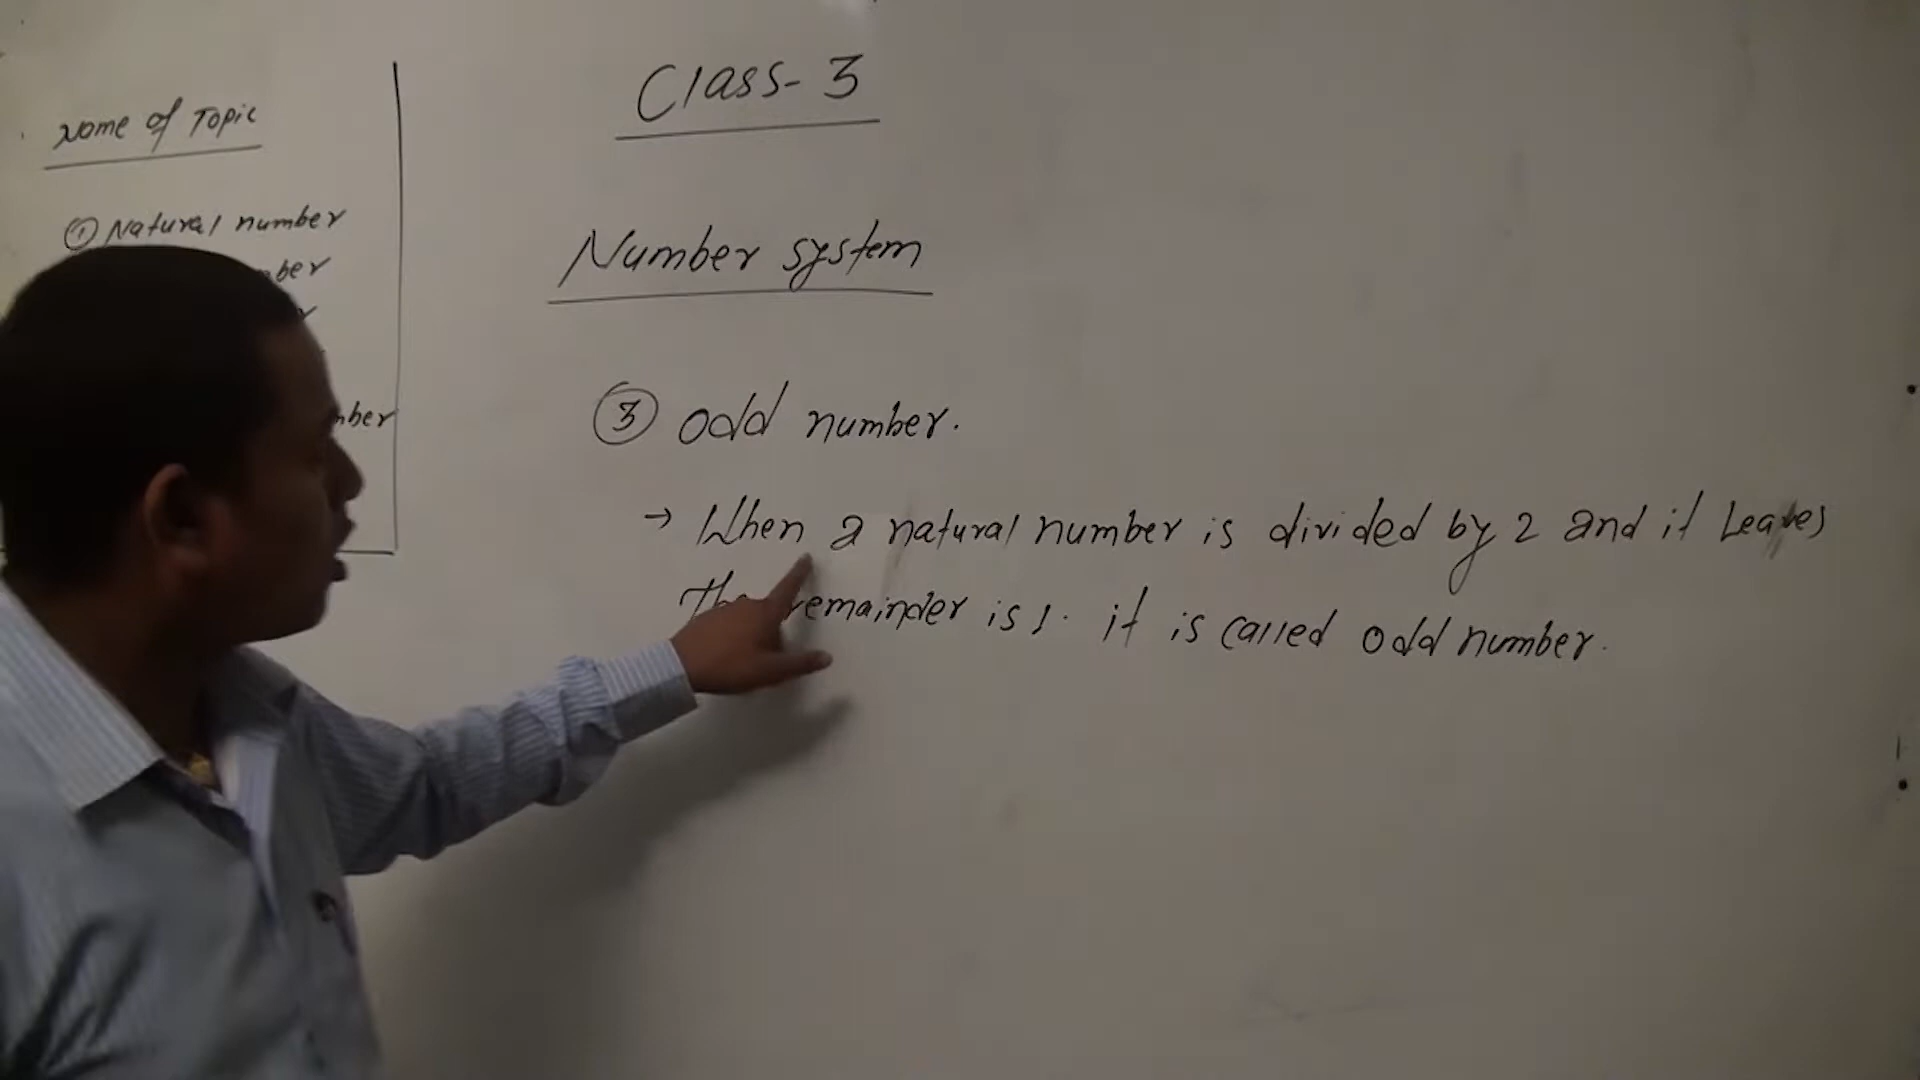 Name of Topic
① Natural number
number
Class-3
Number system
③ odd number.
→ When a natural number is divided by 2 and it Leaves
The remainder is 1. it is called odd number.